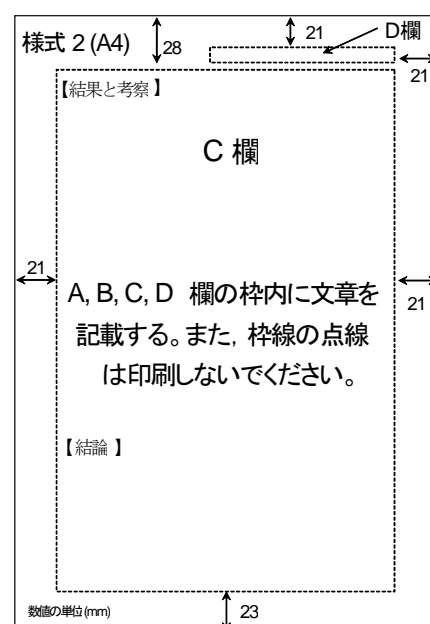 様式 2 (A4)
28
21
D欄
21
【結果と考察 】
C 欄
21
21
A, B, C, D 欄の枠内に文章を
記載する。また, 枠線の点線
は印刷しないでください。
【結論 】
数値の単位(mm)
23